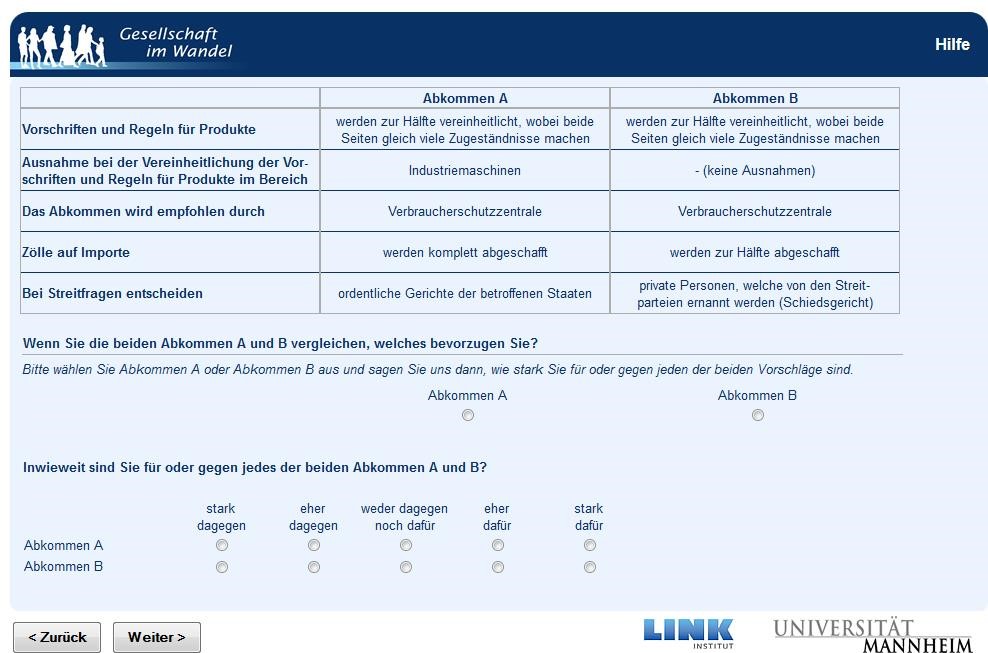 Gesellschaft
im Wandel
Hilfe
Abkommen A
Abkommen B
Vorschriften und Regeln für Produkte
werden zur Hälfte vereinheitlicht, wobei beide
Seiten gleich viele Zugeständnisse machen
werden zur Hälfte vereinheitlicht, wobei beide
Seiten gleich viele Zugeständnisse machen
Ausnahme bei der Vereinheitlichung der Vor-
schriften und Regeln für Produkte im Bereich
Industriemaschinen
- (keine Ausnahmen)
Das Abkommen wird empfohlen durch
Verbraucherschutzzentrale
Verbraucherschutzzentrale
Zölle auf Importe
werden komplett abgeschafft
werden zur Hälfte abgeschafft
Bei Streitfragen entscheiden
ordentliche Gerichte der betroffenen Staaten
private Personen, welche von den Streit-
parteien ernannt werden (Schiedsgericht)
Wenn Sie die beiden Abkommen A und B vergleichen, welches bevorzugen Sie?
Bitte wählen Sie Abkommen A oder Abkommen B aus und sagen Sie uns dann, wie stark Sie für oder gegen jeden der beiden Vorschläge sind.
Abkommen A
Abkommen B
Inwieweit sind Sie für oder gegen jedes der beiden Abkommen A und B?
stark
dagegen
eher
dagegen
weder dagegen
noch dafür
eher
dafür
stark
dafür
Abkommen A
Abkommen B
< Zurück
Weiter >
LINK
INSTITUT
UNIVERSITÄT
MANNHEIM